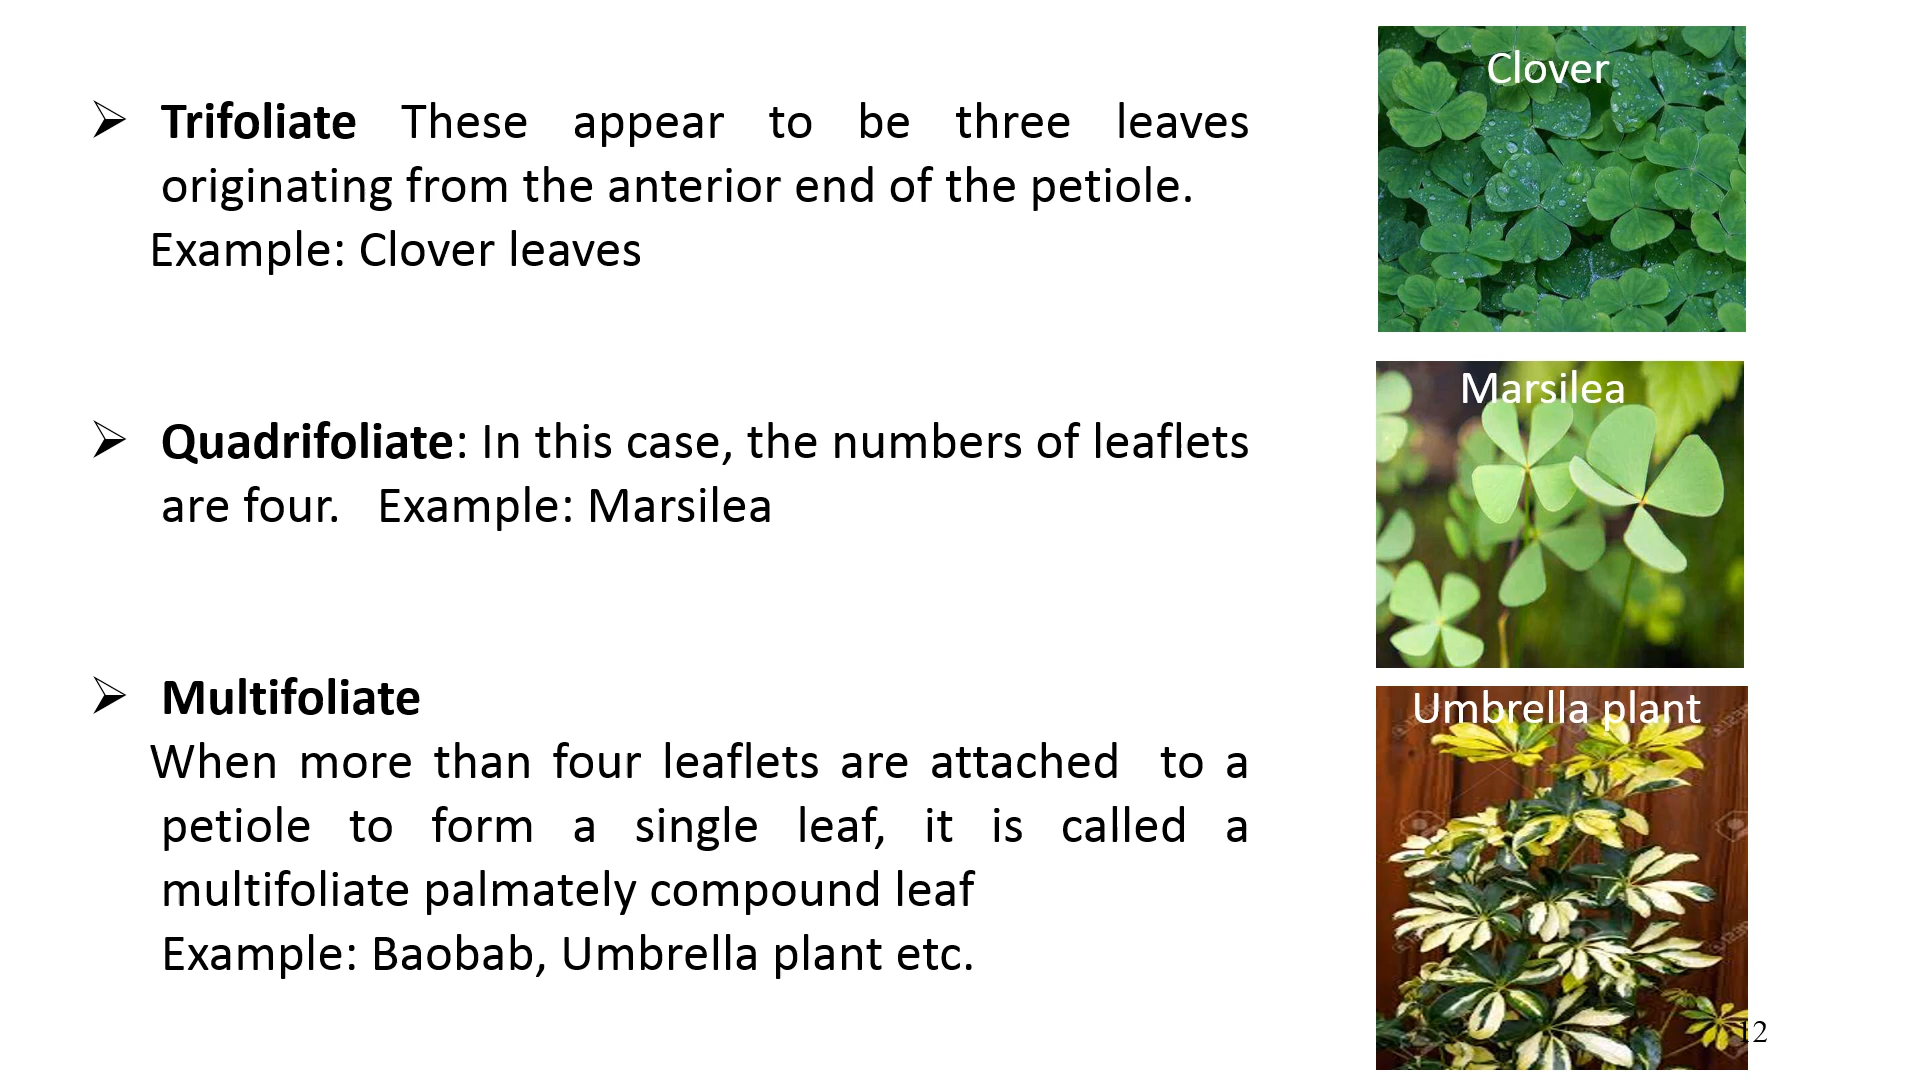 Trifoliate These appear to be three leaves
originating from the anterior end of the petiole.
Example: Clover leaves
Quadrifoliate: In this case, the numbers of leaflets
are four. Example: Marsilea
Multifoliate
When more than four leaflets are attached to a
petiole to form a single leaf, it is called a
multifoliate palmately compound leaf
Example: Baobab, Umbrella plant etc.
Clover
Marsilea
Umbrella plant
12